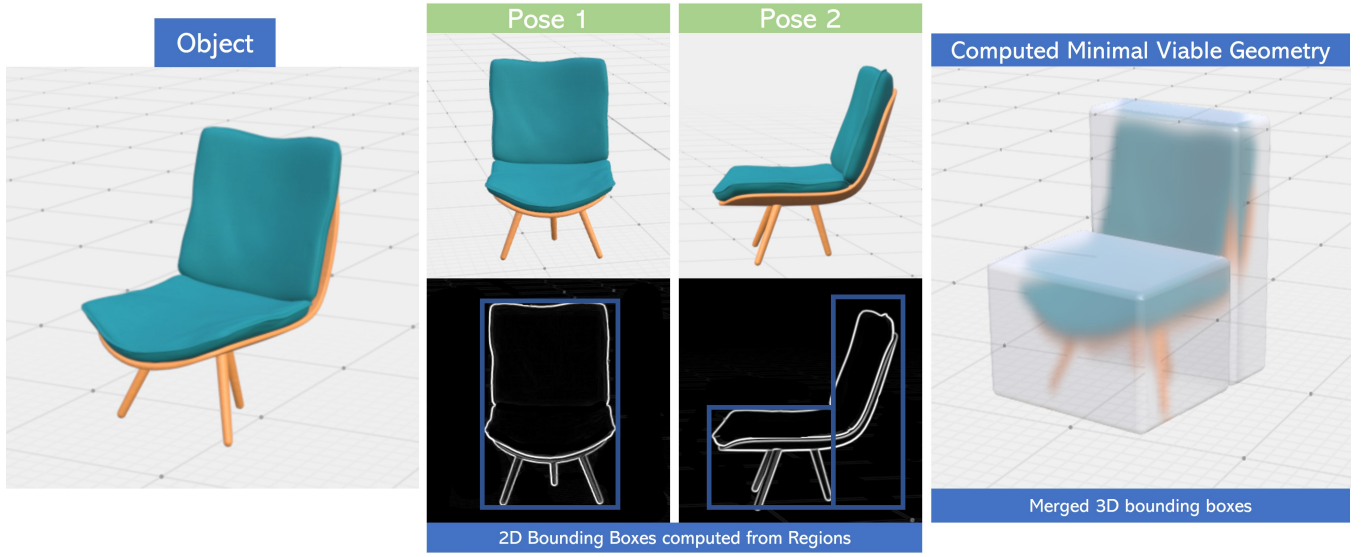 Object
Pose 1
Pose 2
Computed Minimal Viable Geometry
2D Bounding Boxes computed from Regions
Merged 3D bounding boxes